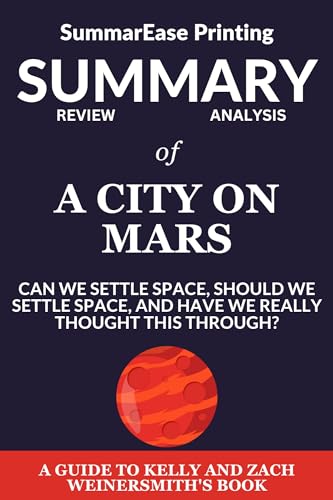 SummarEase Printing
SUMMARY
REVIEW ANALYSIS
of
A CITY ON
MARS
CAN WE SETTLE SPACE, SHOULD WE
SETTLE SPACE, AND HAVE WE REALLY
THOUGHT THIS THROUGH?
A GUIDE TO KELLY AND ZACH
WEINERSMITH'S BOOK